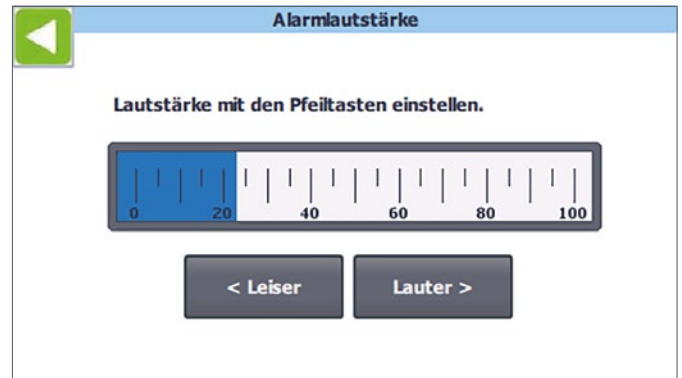 Alarmlautstärke
Lautstärke mit den Pfeiltasten einstellen.
0 20 40 60 80 100
< Leiser Lauter >